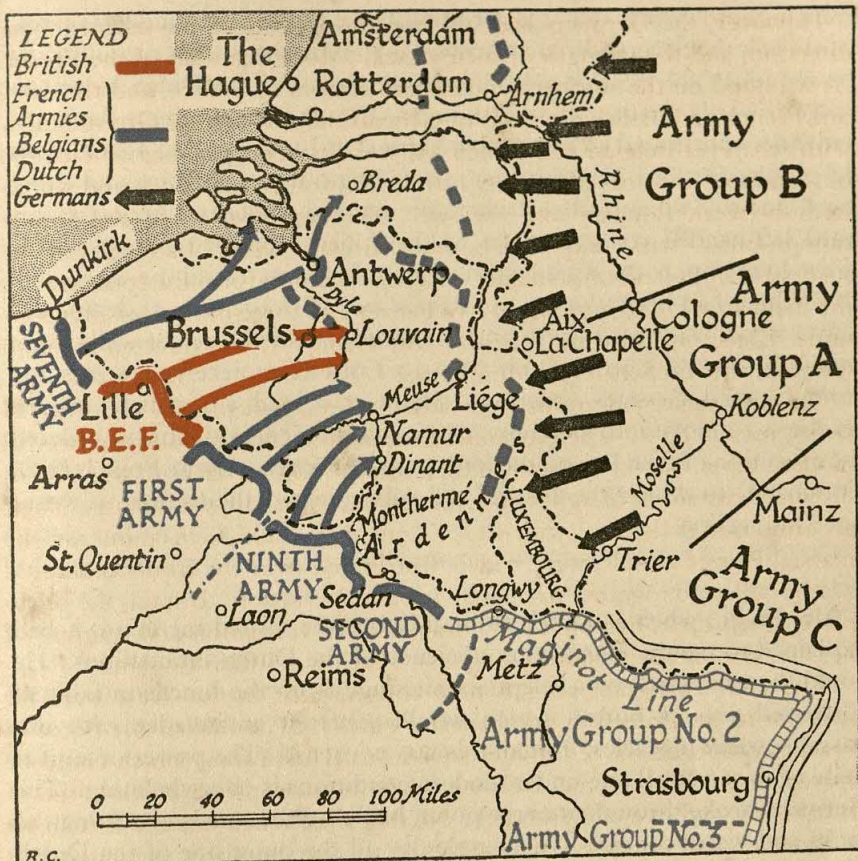 LEGEND
British
French
Armies
Belgians
Dutch
Germans
The
Hague
Amsterdam
Rotterdam
Arnhem
Army
Group B
Rhine
Breda
Dunkirk
Antwerp
Dyle
Brussels
Louvain
Aix
La Chapelle
Cologne
Army
Group A
SEVENTH
ARMY
Lille
B.E.F.
Meuse
Liége
Koblenz
Namur
Dinant
Moselle
Arras
FIRST
ARMY
Monthermé
Ardennes
LUXEMBOURG
Mainz
St. Quentin
NINTH
ARMY
Trier
Army
Group C
Sedan
Longwy
Laon
SECOND
ARMY
Maginot
Line
Metz
Reims
Army Group No. 2
Strasbourg
0 20 40 60 80 100 Miles
Army Group No. 3
R.C.